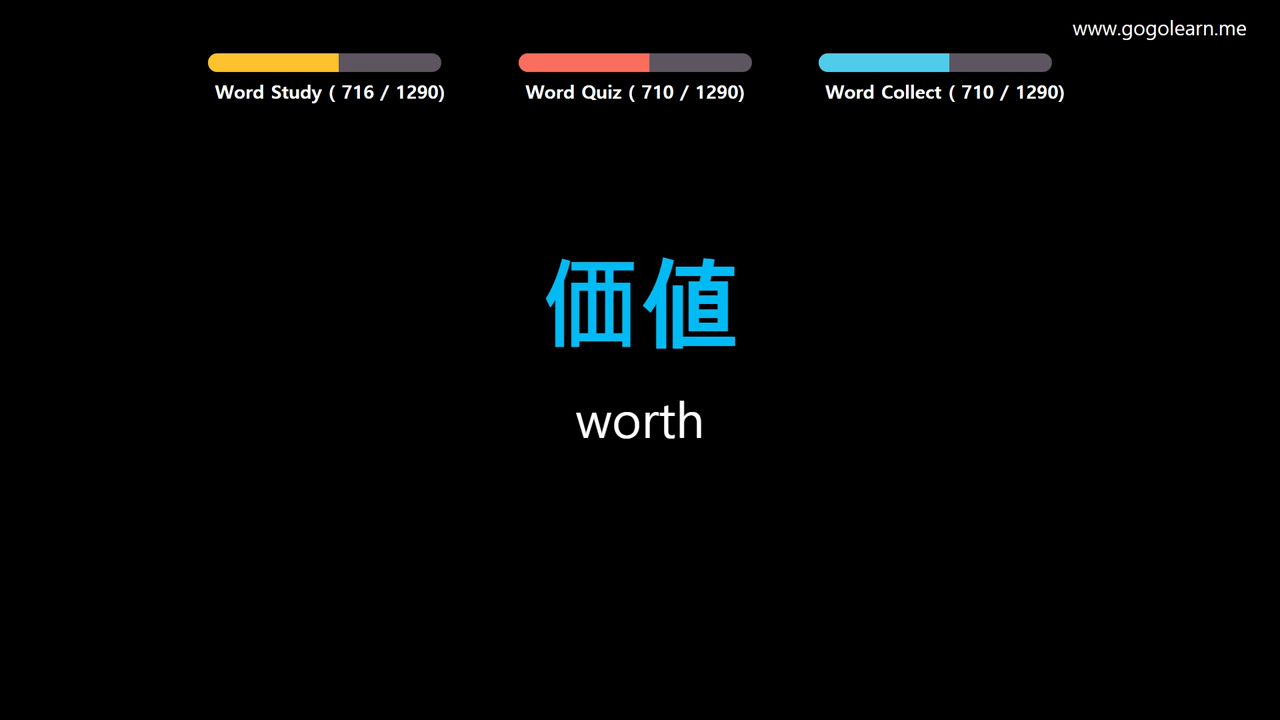 www.gogolearn.me
Word Study ( 716 / 1290)
Word Quiz ( 710 / 1290)
Word Collect ( 710 / 1290)
価値
worth